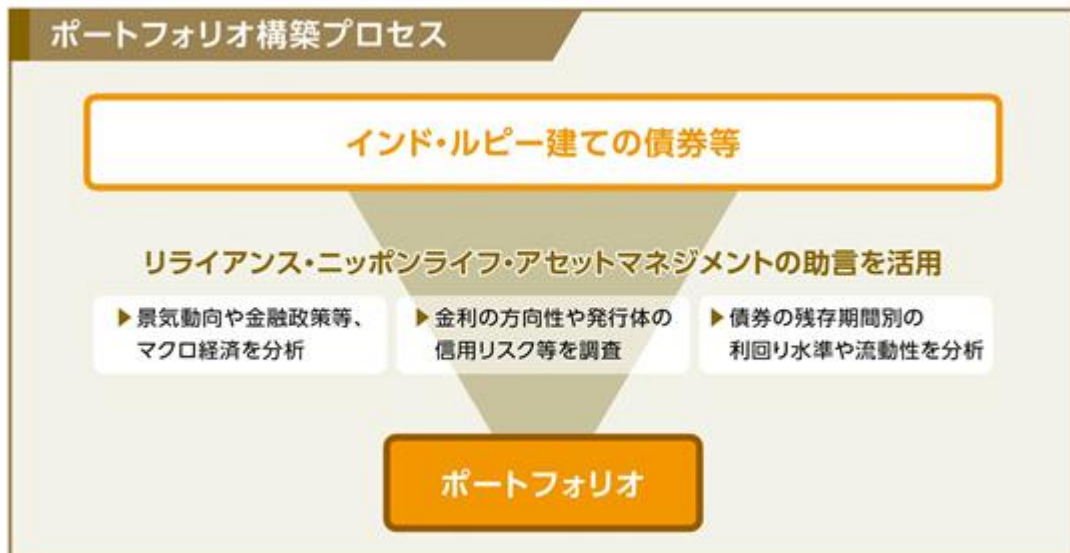 ポートフォリオ構築プロセス
インド・ルピー建ての債券等
リライアンス・ニッポンライフ・アセットマネジメントの助言を活用
▶景気動向や金融政策等、
マクロ経済を分析
▶金利の方向性や発行体の
信用リスク等を調査
▶債券の残存期間別の
利回り水準や流動性を分析
ポートフォリオ